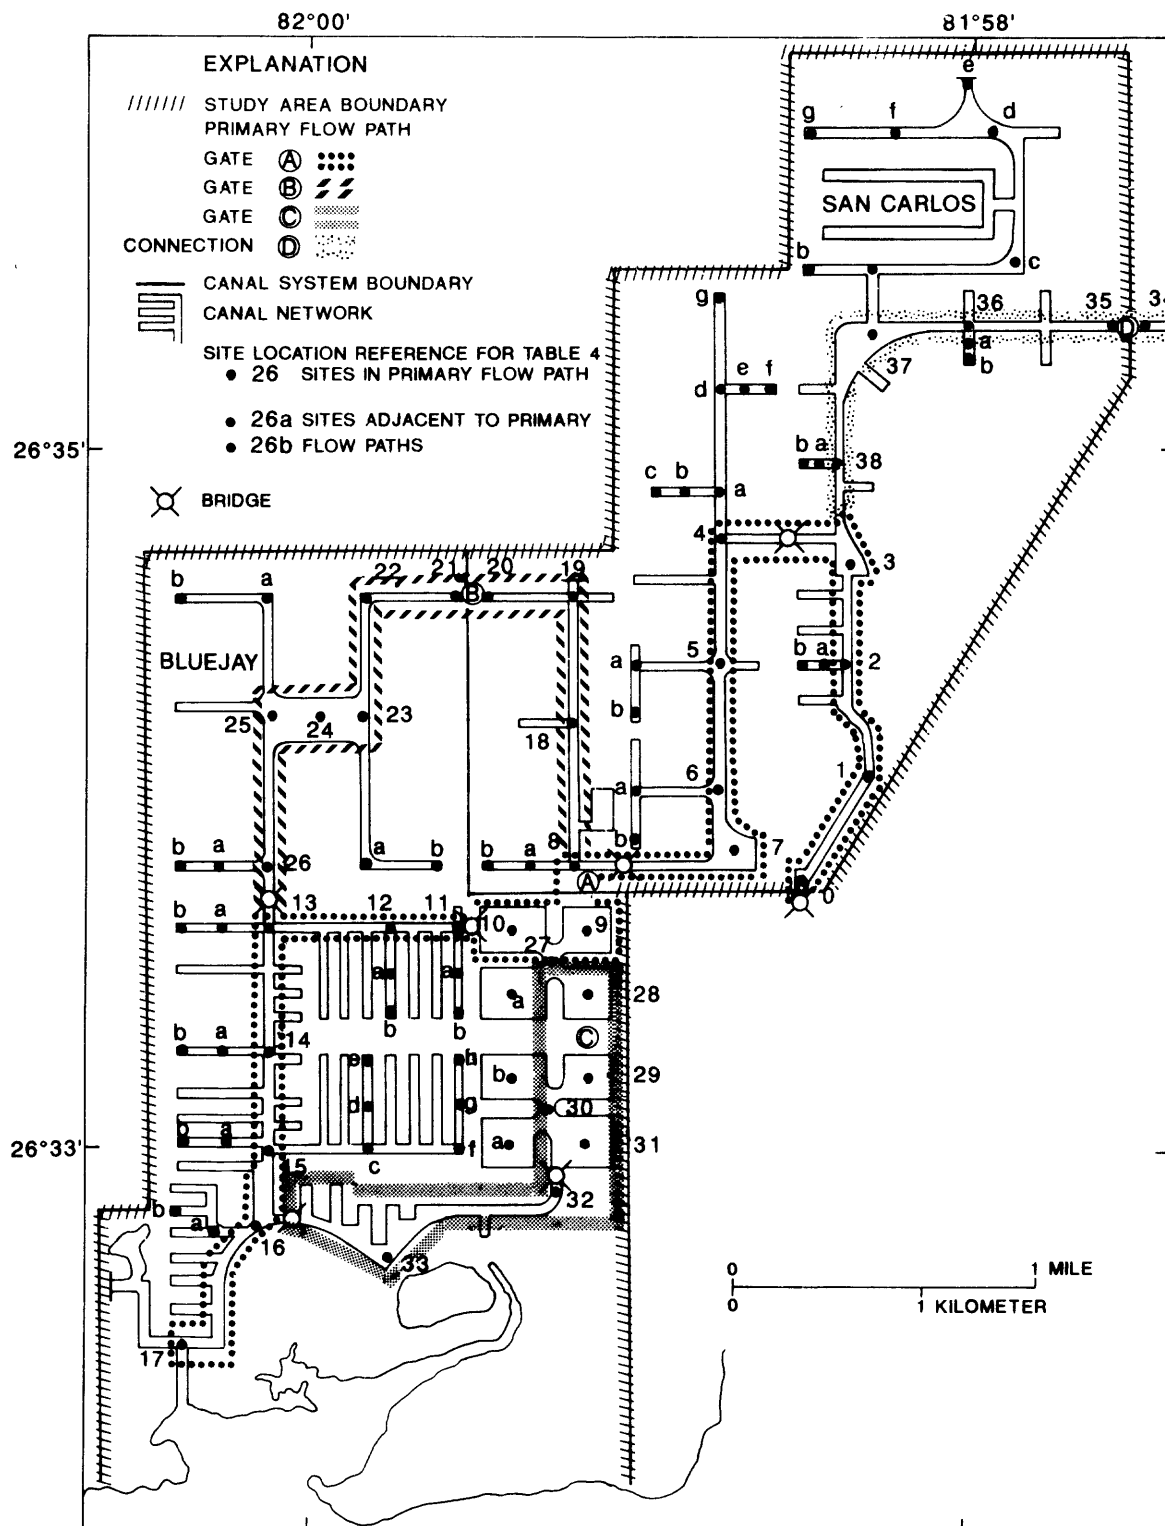 82°00' 81°58'
EXPLANATION
STUDY AREA BOUNDARY
PRIMARY FLOW PATH
GATE A
GATE B
GATE C
CONNECTION D
CANAL SYSTEM BOUNDARY
CANAL NETWORK
SITE LOCATION REFERENCE FOR TABLE 4
26 SITES IN PRIMARY FLOW PATH
26a SITES ADJACENT TO PRIMARY
26b FLOW PATHS
BRIDGE
e
g f d
SAN CARLOS
b c
g 36 35 D 34
a
b
37
d e f
26°35'
b a 38
c b a
4
3
22 21 B 20 19
b a
BLUEJAY
a 5 b a 2
b
25 24 23 18
1
a 6
b
8 7
b a 26 a b b a
A 0
13 12 11 10 9
b a
27
a a
28
a
b b
C
14
b a
e h b 29
d g 30
26°33'
b a c f a 31
15
32
b
a 16
33
17
0 1 MILE
0 1 KILOMETER